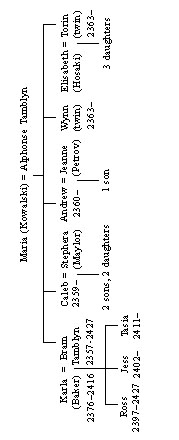 Maria (Kowalski) = Alphonse Tamblyn
Karla = Bram
(Baker) Tamblyn
2376–2416 2357-2427
Caleb = Stephera
2359– (Maylor)
Andrew = Jeanne
2360– (Petrov)
Wynn
(twin)
2363–
Elisabeth = Torin
(Hosaki) (twin)
2363–
2 sons, 2 daughters
1 son
3 daughters
Ross
2397–2427
Jess
2402–
Tasia
2411–